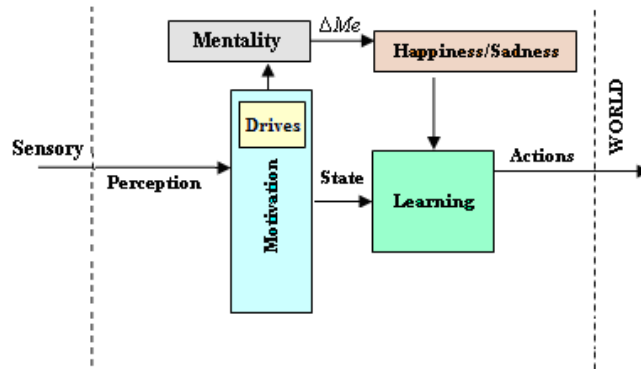 Mentality
ΔMe
Happiness/Sadness
WORLD
Drives
Sensory
Perception
Motivation
State
Learning
Actions